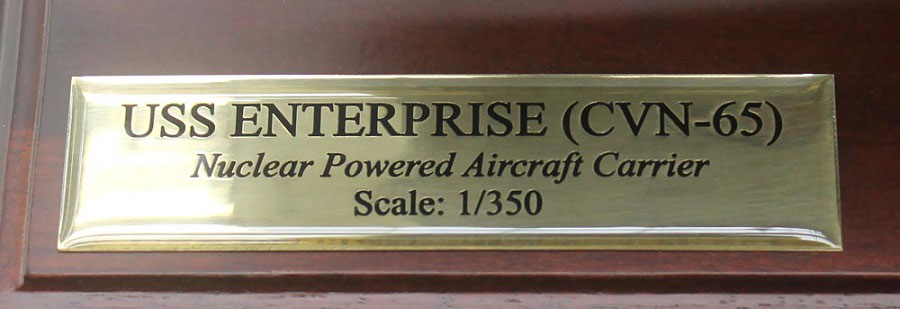 USS ENTERPRISE (CVN-65)
Nuclear Powered Aircraft Carrier
Scale: 1/350